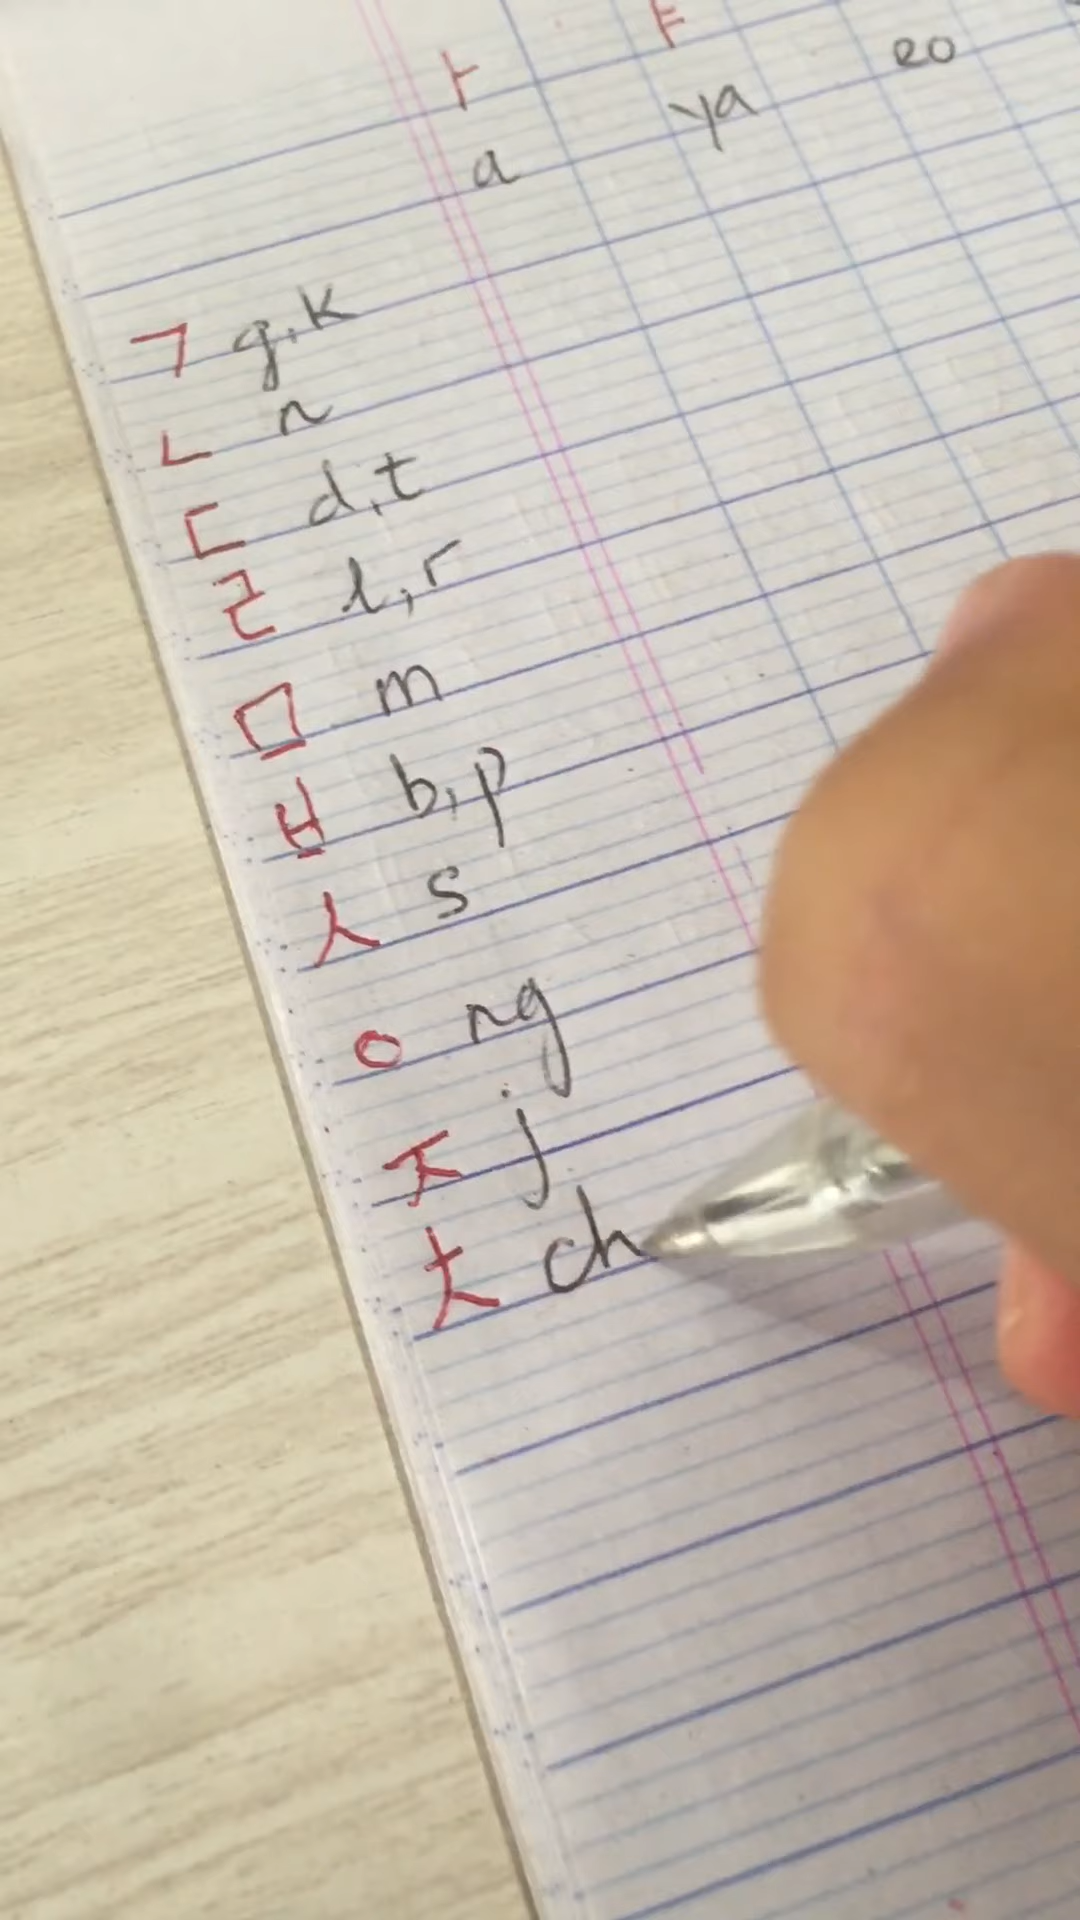 ㅏ ㅑ
a ya eo
ㄱ g,k
ㄴ n
ㄷ d,t
ㄹ l,r
ㅁ m
ㅂ b,p
ㅅ s
ㅇ ng
ㅈ j
ㅊ ch